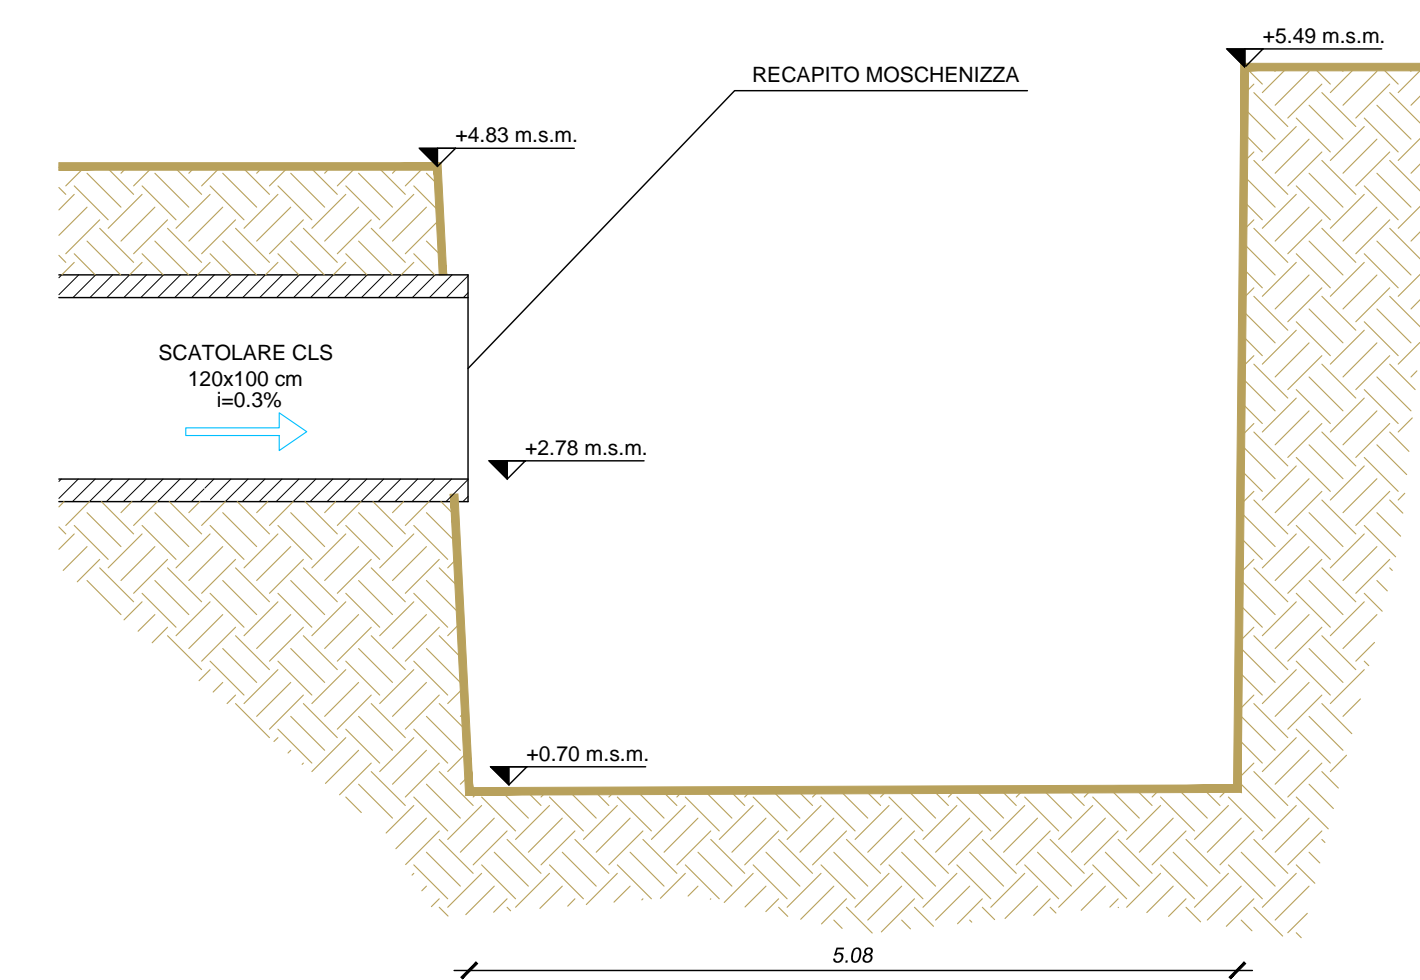 +5.49 m.s.m.
RECAPITO MOSCHENIZZA
+4.83 m.s.m.
SCATOLARE CLS
120x100 cm
i=0.3%
+2.78 m.s.m.
+0.70 m.s.m.
5.08